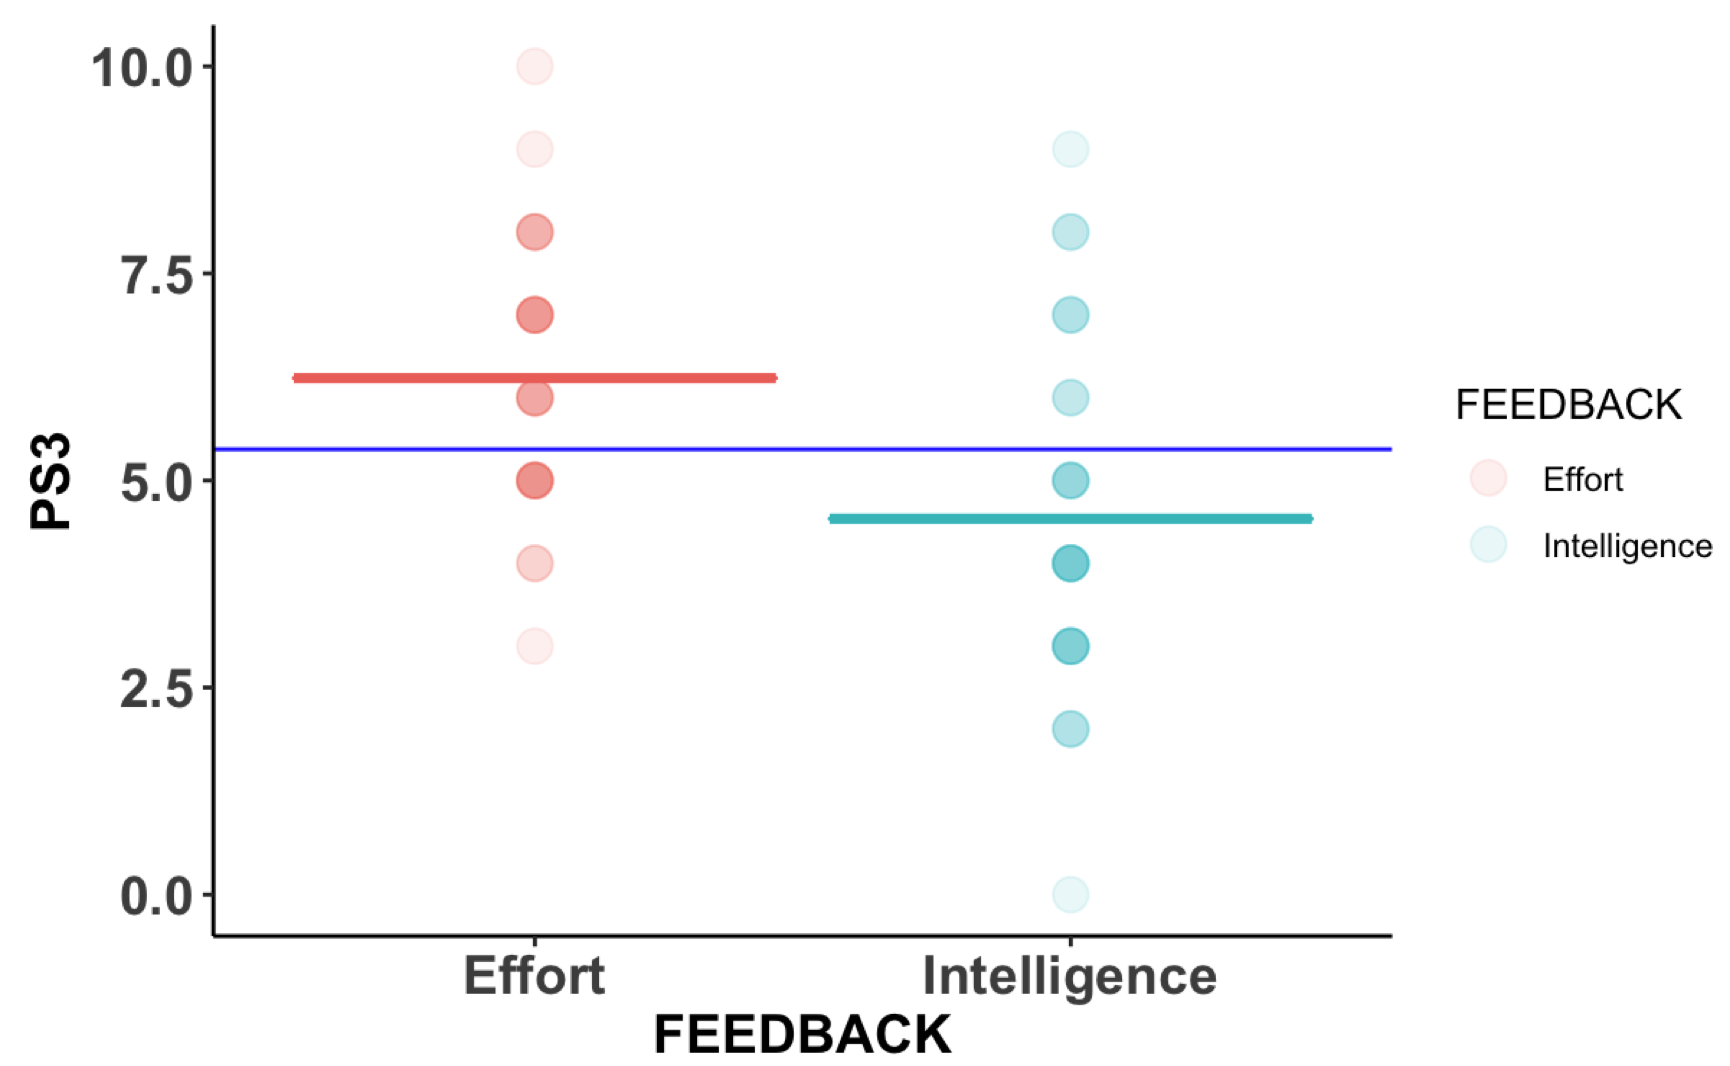 10.0
7.5
5.0
2.5
0.0
PS3
Effort
Intelligence
FEEDBACK
FEEDBACK
Effort
Intelligence